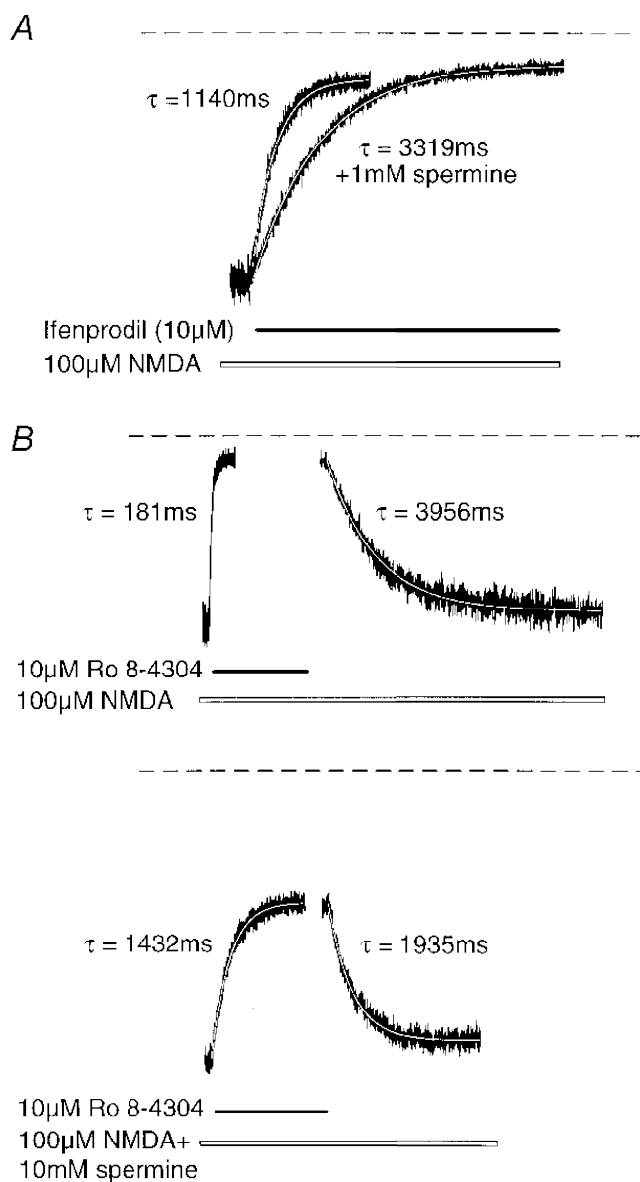 A
τ =1140ms
τ = 3319ms
+1mM spermine
Ifenprodil (10µM)
100µM NMDA
B
τ = 181ms
τ = 3956ms
10µM Ro 8-4304
100µM NMDA
τ = 1432ms
τ = 1935ms
10µM Ro 8-4304
100µM NMDA+
10mM spermine